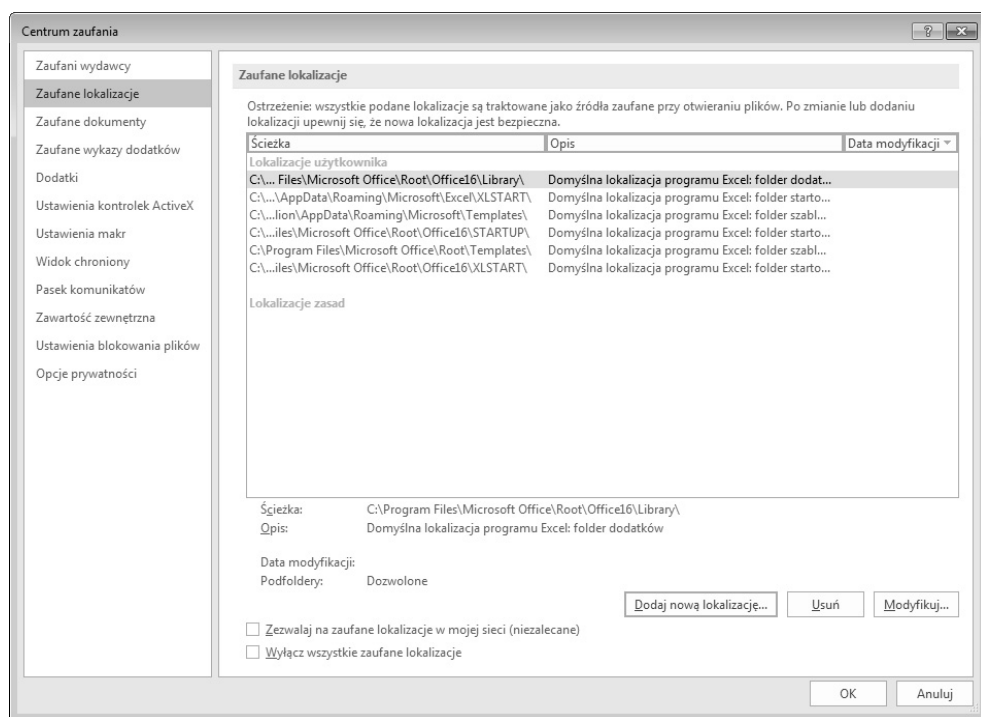 Centrum zaufania
Zaufani wydawcy
Zaufane lokalizacje
Zaufane dokumenty
Zaufane wykazy dodatków
Dodatki
Ustawienia kontrolek ActiveX
Ustawienia makr
Widok chroniony
Pasek komunikatów
Zawartość zewnętrzna
Ustawienia blokowania plików
Opcje prywatności
Zaufane lokalizacje
Ostrzeżenie: wszystkie podane lokalizacje są traktowane jako źródła zaufane przy otwieraniu plików. Po zmianie lub dodaniu
lokalizacji upewnij się, że nowa lokalizacja jest bezpieczna.
Ścieżka Opis Data modyfikacji
Lokalizacje użytkownika
C:\... Files\Microsoft Office\Root\Office16\Library\ Domyślna lokalizacja programu Excel: folder dodat...
C:\...\AppData\Roaming\Microsoft\Excel\XLSTART\ Domyślna lokalizacja programu Excel: folder starto...
C:\...lion\AppData\Roaming\Microsoft\Templates\ Domyślna lokalizacja programu Excel: folder szabl...
C:\...iles\Microsoft Office\Root\Office16\STARTUP\ Domyślna lokalizacja programu Excel: folder starto...
C:\Program Files\Microsoft Office\Root\Templates\ Domyślna lokalizacja programu Excel: folder szabl...
C:\...iles\Microsoft Office\Root\Office16\XLSTART\ Domyślna lokalizacja programu Excel: folder starto...
Lokalizacje zasad
Ścieżka: C:\Program Files\Microsoft Office\Root\Office16\Library\
Opis: Domyślna lokalizacja programu Excel: folder dodatków
Data modyfikacji:
Podfoldery: Dozwolone
Dodaj nową lokalizację... Usuń Modyfikuj...
Zezwalaj na zaufane lokalizacje w mojej sieci (niezalecane)
Wyłącz wszystkie zaufane lokalizacje
OK Anuluj